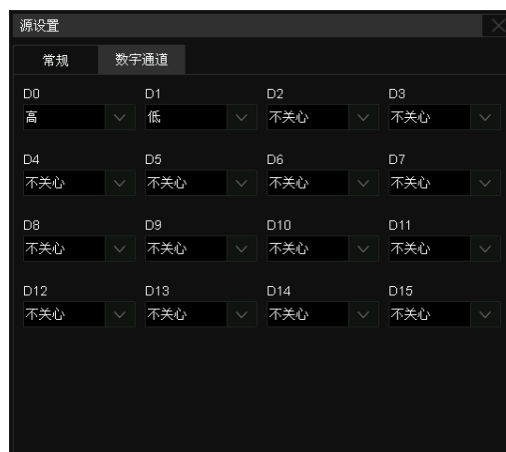 源设置
常规 数字通道
D0 D1 D2 D3
高 低 不关心 不关心
D4 D5 D6 D7
不关心 不关心 不关心 不关心
D8 D9 D10 D11
不关心 不关心 不关心 不关心
D12 D13 D14 D15
不关心 不关心 不关心 不关心